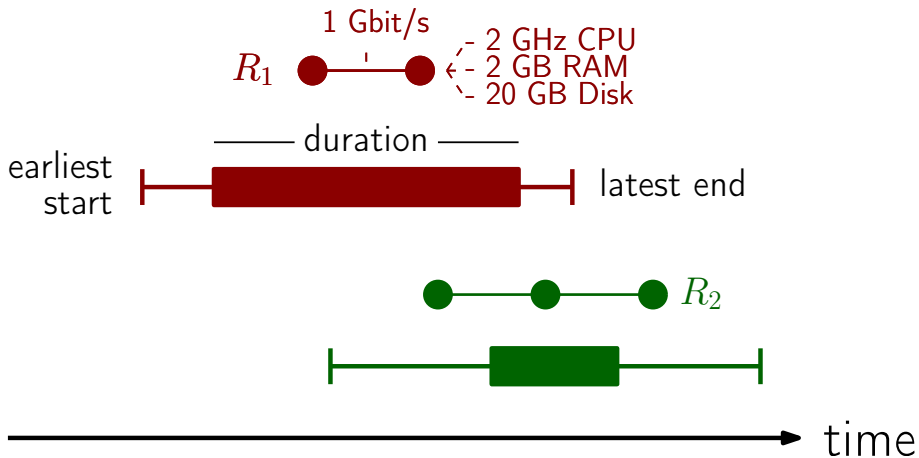 1 Gbit/s
R₁
2 GHz CPU
2 GB RAM
20 GB Disk
duration
earliest
start
latest end
R₂
time